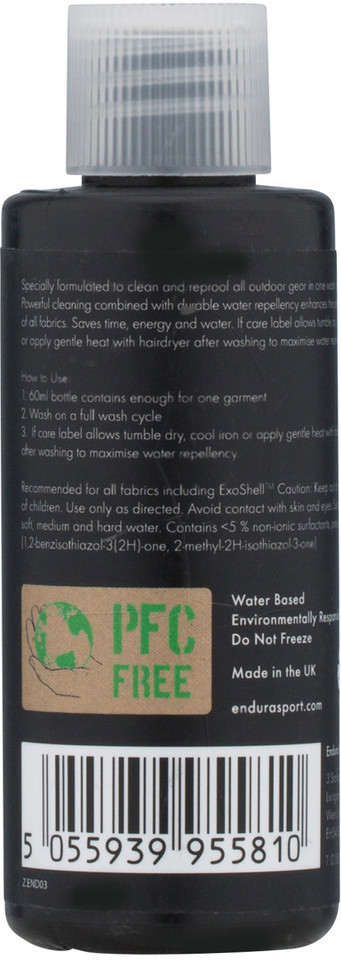 Specially formulated to clean and reproof all outdoor gear in one wash
Powerful cleaning combined with durable water repellency enhances the
of all fabrics. Saves time, energy and water. If care label allows tumble
or apply gentle heat with hairdryer after washing to maximise water
How to Use:
1. 60ml bottle contains enough for one garment
2. Wash on a full wash cycle
3. If care label allows tumble dry, cool iron or apply gentle heat with
after washing to maximise water repellency
Recommended for all fabrics including ExoShell™ Caution: Keep out
of children. Use only as directed. Avoid contact with skin and eyes.
soft, medium and hard water. Contains <5 % non-ionic surfactants,
(1,2-benzisothiazol-3(2H)-one, 2-methyl-2H-isothiazol-3-one)
PFC
FREE
Water Based
Environmentally Respon
Do Not Freeze
Made in the UK
endurasport.com
Endura
5 055939 955810
Z.END03